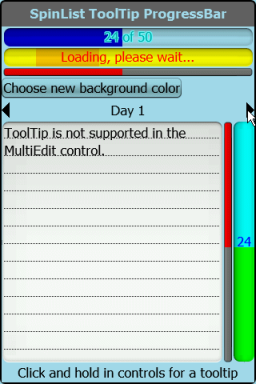 SpinList ToolTip ProgressBar
24 of 50
Loading, please wait...
Choose new background color
Day 1
ToolTip is not supported in the
MultiEdit control.
24
Click and hold in controls for a tooltip